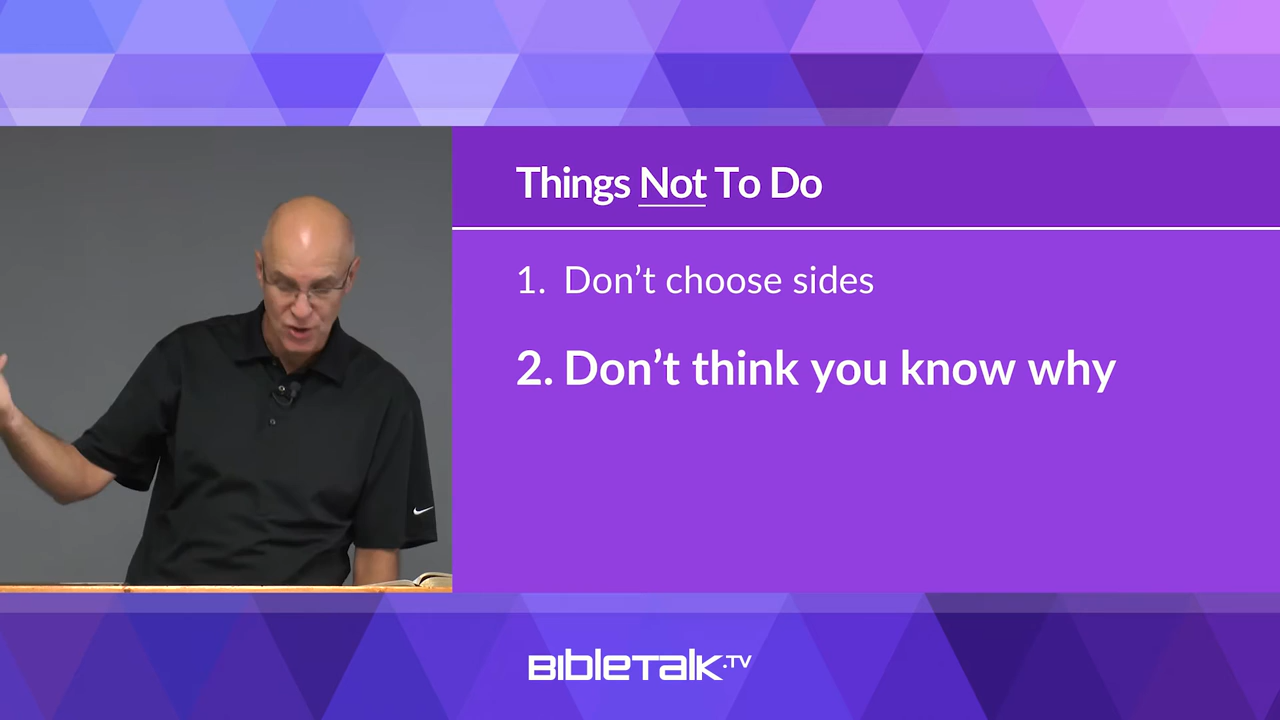 Things Not To Do
1. Don’t choose sides
2. Don’t think you know why
BIBLETALK.TV